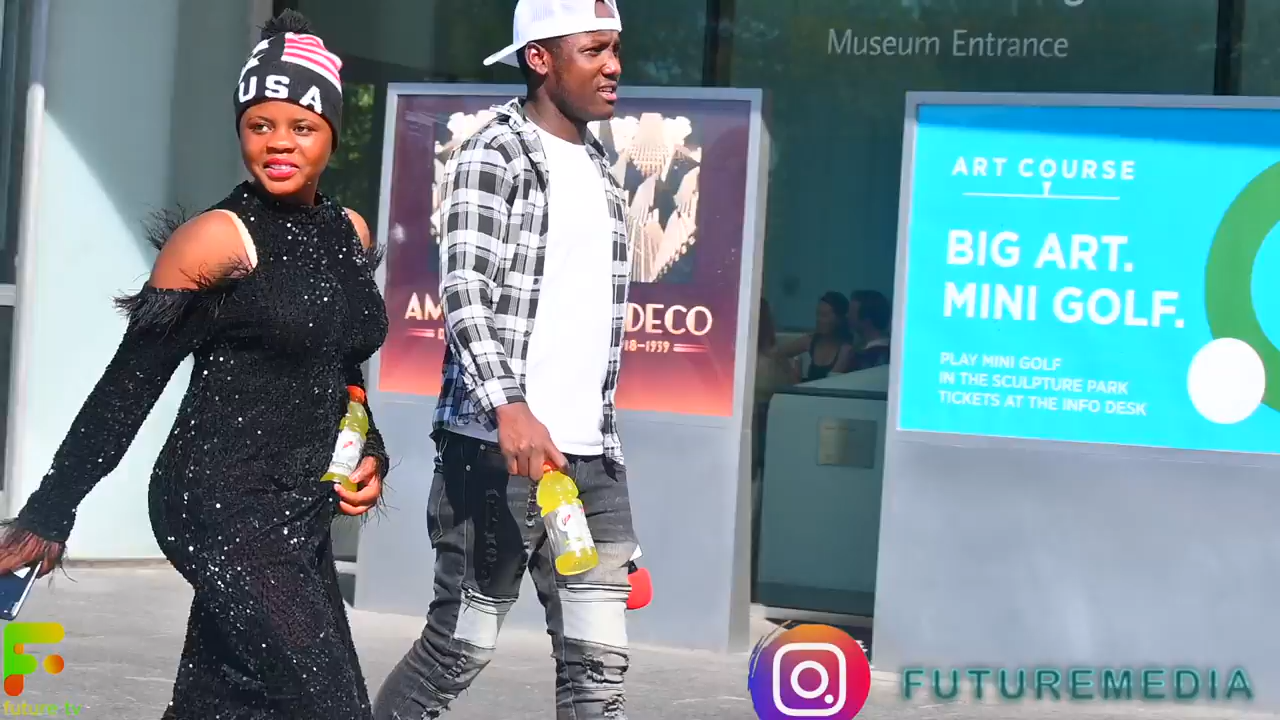 Museum Entrance
USA
ART COURSE
BIG ART.
MINI GOLF.
PLAY MINI GOLF
IN THE SCULPTURE PARK
TICKETS AT THE INFO DESK
AM DECO
18–1939
future tv
FUTUREMEDIA